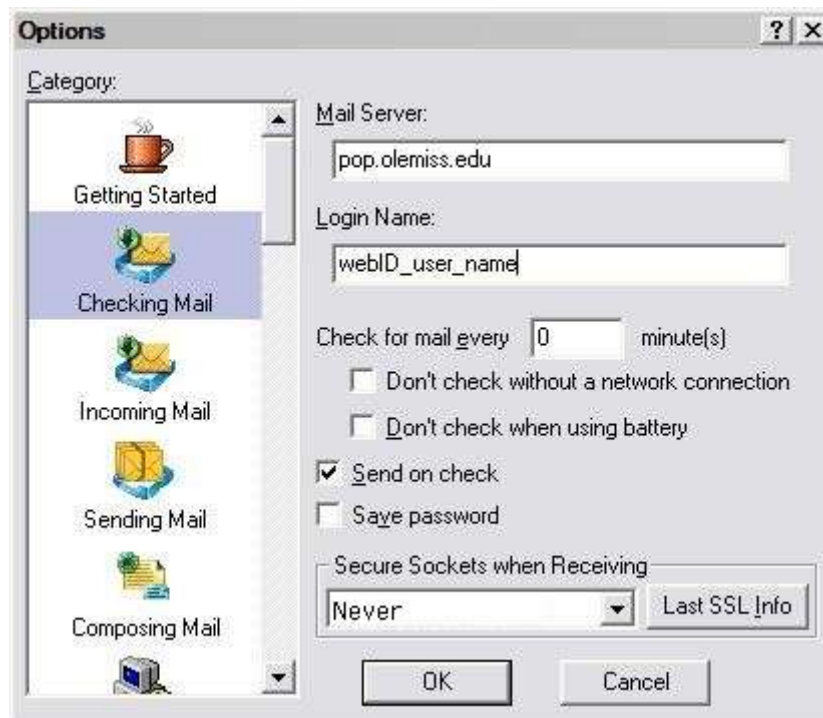 Options
Category:
Getting Started
Checking Mail
Incoming Mail
Sending Mail
Composing Mail
Mail Server:
pop.olemiss.edu
Login Name:
webID_user_name
Check for mail every 0 minute(s)
Don't check without a network connection
Don't check when using battery
Send on check
Save password
Secure Sockets when Receiving
Never
Last SSL Info
OK
Cancel